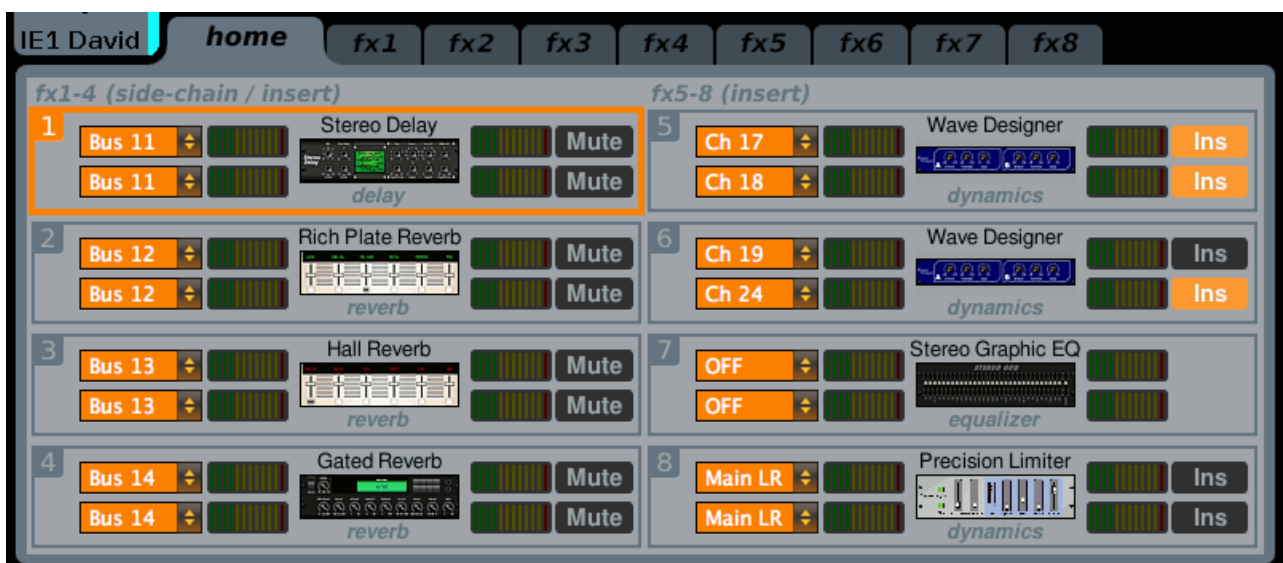 IE1 David
home fx1 fx2 fx3 fx4 fx5 fx6 fx7 fx8
fx1-4 (side-chain / insert)
1
Stereo Delay
Bus 11 Mute
Bus 11 Mute
delay
2
Rich Plate Reverb
Bus 12 Mute
Bus 12 Mute
reverb
3
Hall Reverb
Bus 13 Mute
Bus 13 Mute
reverb
4
Gated Reverb
Bus 14 Mute
Bus 14 Mute
reverb
fx5-8 (insert)
5
Wave Designer
Ch 17 Ins
Ch 18 Ins
dynamics
6
Wave Designer
Ch 19 Ins
Ch 24 Ins
dynamics
7
Stereo Graphic EQ
OFF
STEREO GEQ
OFF
equalizer
8
Precision Limiter
Main LR Ins
Main LR Ins
dynamics